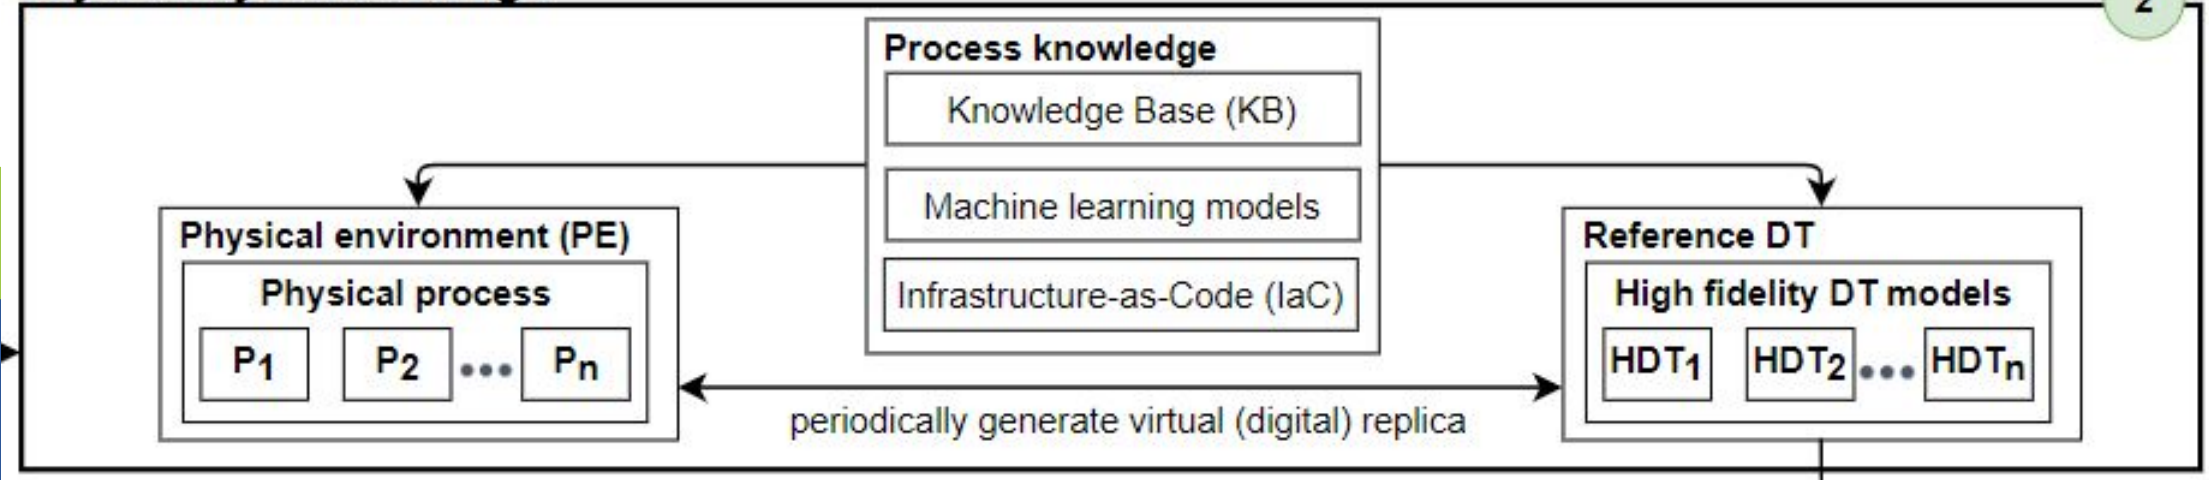 2
Process knowledge
Knowledge Base (KB)
Machine learning models
Infrastructure-as-Code (IaC)
Physical environment (PE)
Physical process
P1 P2 ••• Pn
Reference DT
High fidelity DT models
HDT1 HDT2 ••• HDTn
periodically generate virtual (digital) replica